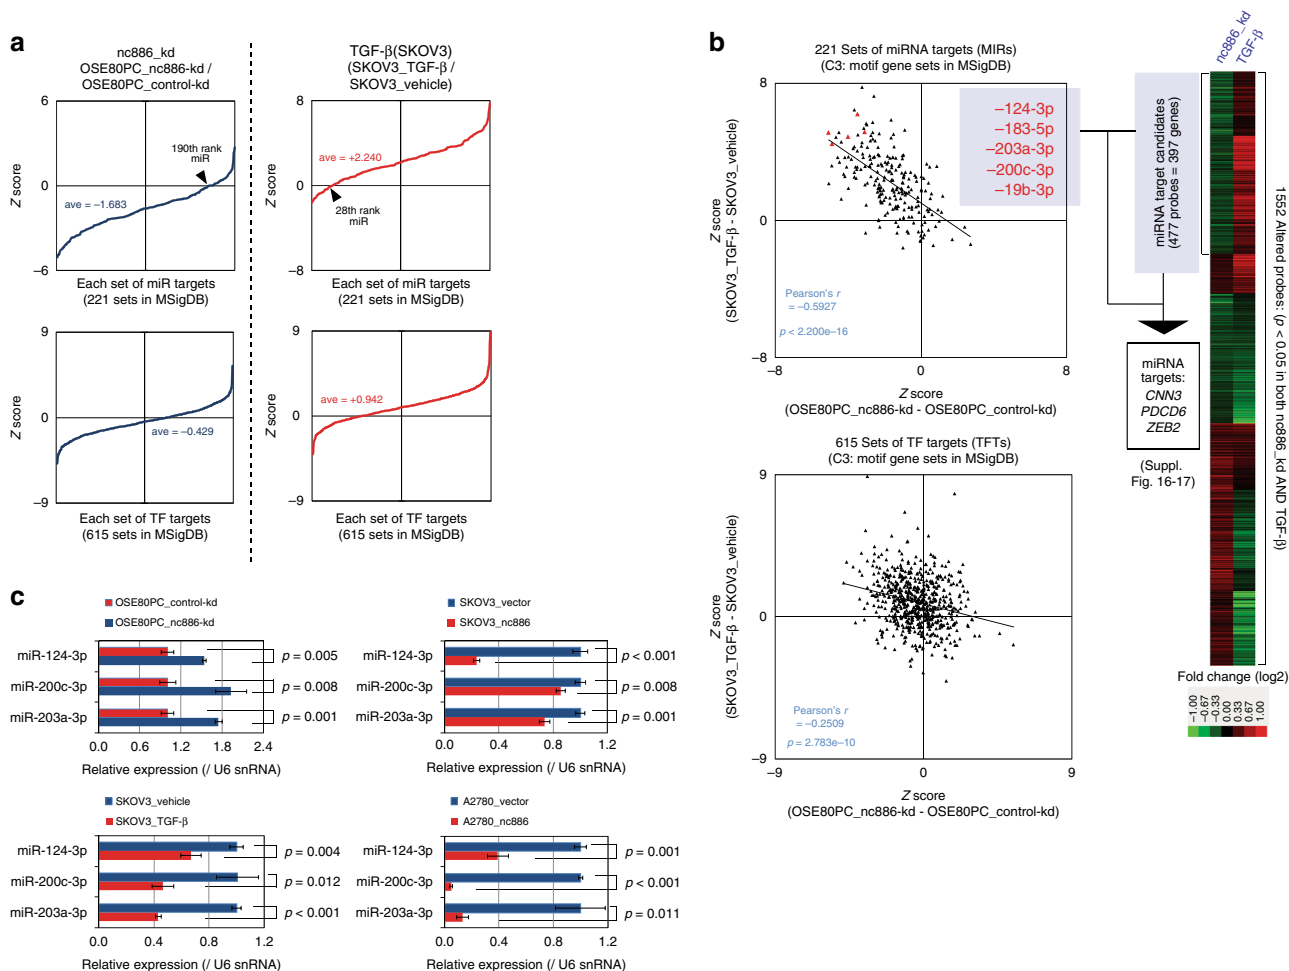 a
nc886_kd
OSE80PC_nc886-kd /
OSE80PC_control-kd
6
0
−6
Z score
190th rank
miR
ave = −1.683
Each set of miR targets
(221 sets in MSigDB)
TGF-β(SKOV3)
(SKOV3_TGF-β /
SKOV3_vehicle)
8
0
−8
Z score
ave = +2.240
28th rank
miR
Each set of miR targets
(221 sets in MSigDB)
9
0
−9
Z score
ave = −0.429
Each set of TF targets
(615 sets in MSigDB)
9
0
−9
Z score
ave = +0.942
Each set of TF targets
(615 sets in MSigDB)
b
221 Sets of miRNA targets (MIRs)
(C3: motif gene sets in MSigDB)
8
0
−8
Z score
(SKOV3_TGF-β - SKOV3_vehicle)
−124-3p
−183-5p
−203a-3p
−200c-3p
−19b-3p
Pearson's r
= −0.5927
p < 2.200e−16
−8
0
8
Z score
(OSE80PC_nc886-kd - OSE80PC_control-kd)
miRNA target candidates
(477 probes = 397 genes)
miRNA
targets:
CNN3
PDCD6
ZEB2
(Suppl.
Fig. 16-17)
nc886_kd
TGF-β
1552 Altered probes: (p < 0.05 in both nc886_kd AND TGF-β)
Fold change (log2)
−1.00
−0.67
−0.33
0.00
0.33
0.67
1.00
615 Sets of TF targets (TFTs)
(C3: motif gene sets in MSigDB)
9
0
−9
Z score
(SKOV3_TGF-β - SKOV3_vehicle)
Pearson's r
= −0.2509
p = 2.783e−10
−9
0
9
Z score
(OSE80PC_nc886-kd - OSE80PC_control-kd)
c
OSE80PC_control-kd
OSE80PC_nc886-kd
miR-124-3p
p = 0.005
miR-200c-3p
p = 0.008
miR-203a-3p
p = 0.001
0.0 0.6 1.2 1.8 2.4
Relative expression (/ U6 snRNA)
SKOV3_vector
SKOV3_nc886
miR-124-3p
p < 0.001
miR-200c-3p
p = 0.008
miR-203a-3p
p = 0.001
0.0 0.4 0.8 1.2
Relative expression (/ U6 snRNA)
SKOV3_vehicle
SKOV3_TGF-β
miR-124-3p
p = 0.004
miR-200c-3p
p = 0.012
miR-203a-3p
p < 0.001
0.0 0.4 0.8 1.2
Relative expression (/ U6 snRNA)
A2780_vector
A2780_nc886
miR-124-3p
p = 0.001
miR-200c-3p
p < 0.001
miR-203a-3p
p = 0.011
0.0 0.4 0.8 1.2
Relative expression (/ U6 snRNA)